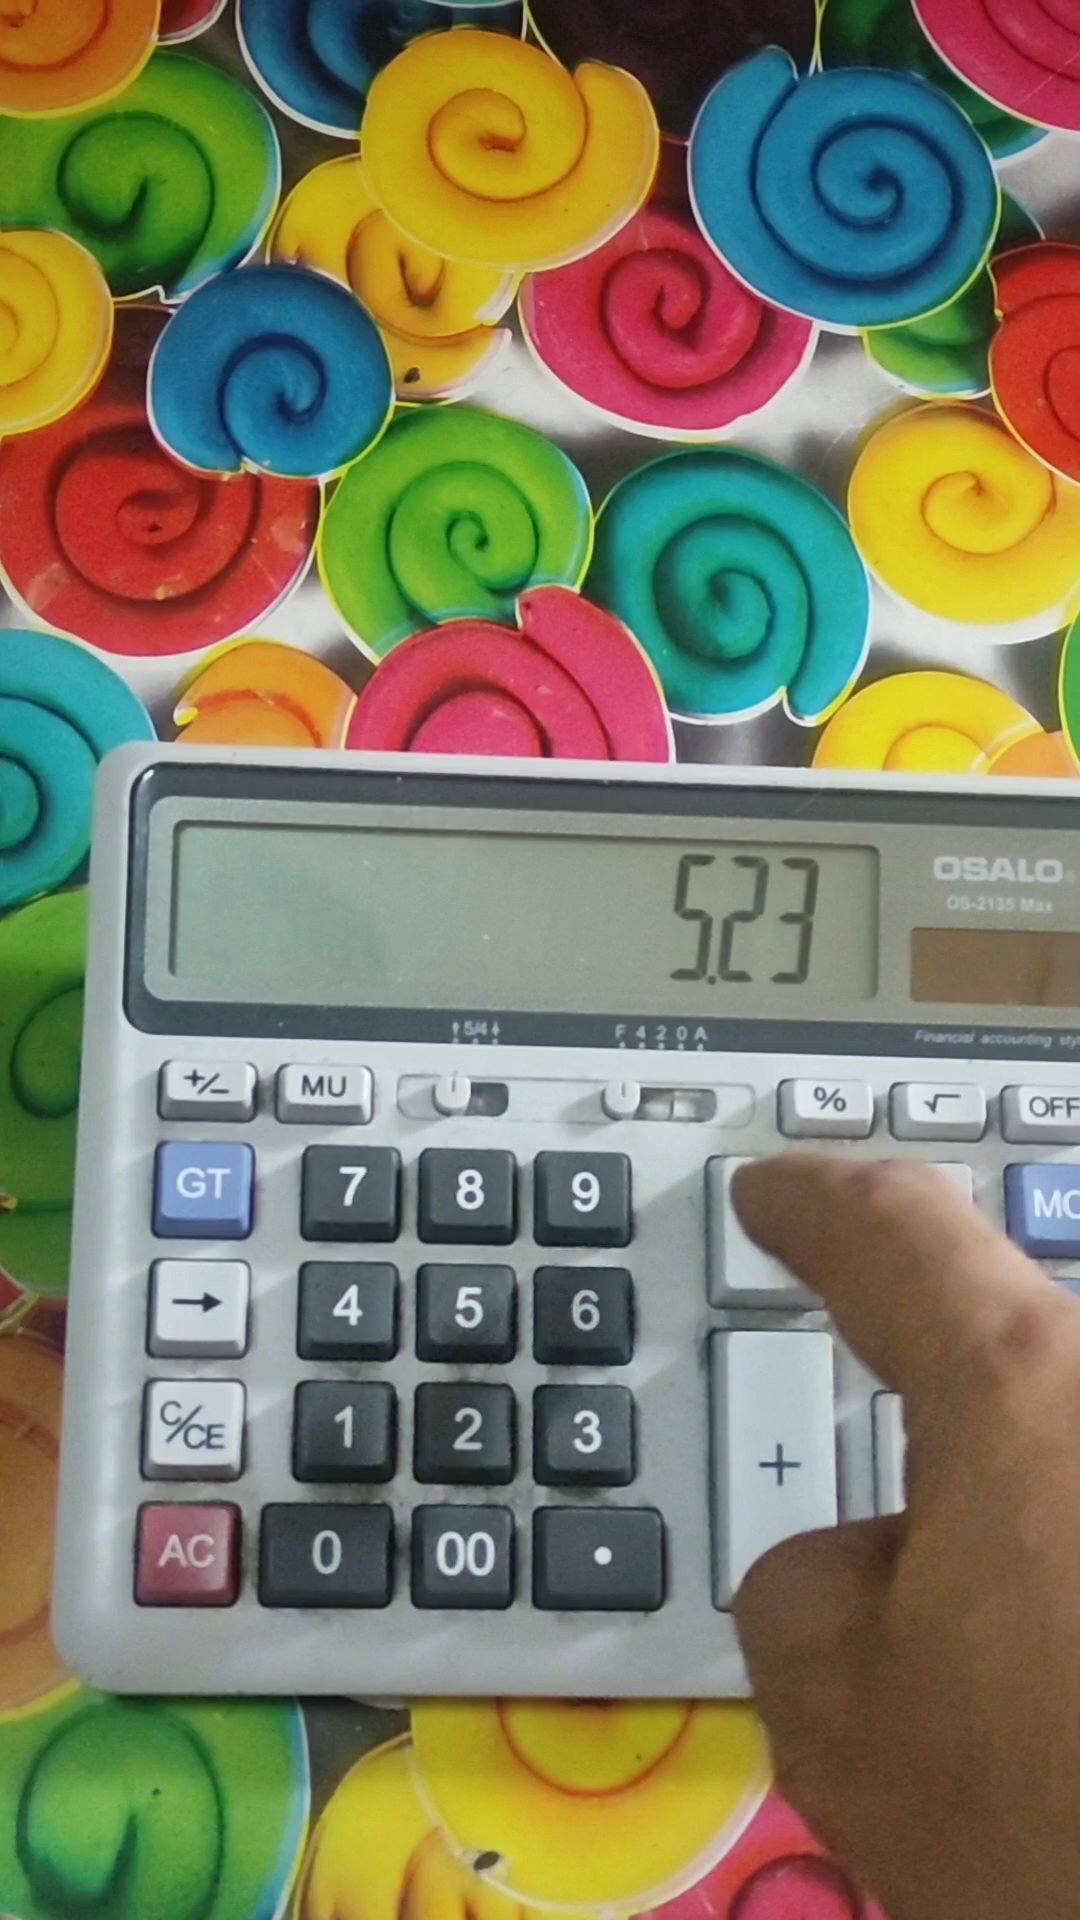 5.23
OSALO
OS-2135 Max
5/4
F 4 2 0 A
Financial accounting
+/− MU % √ OFF
GT 7 8 9
→ 4 5 6
C/CE 1 2 3 +
AC 0 00 •